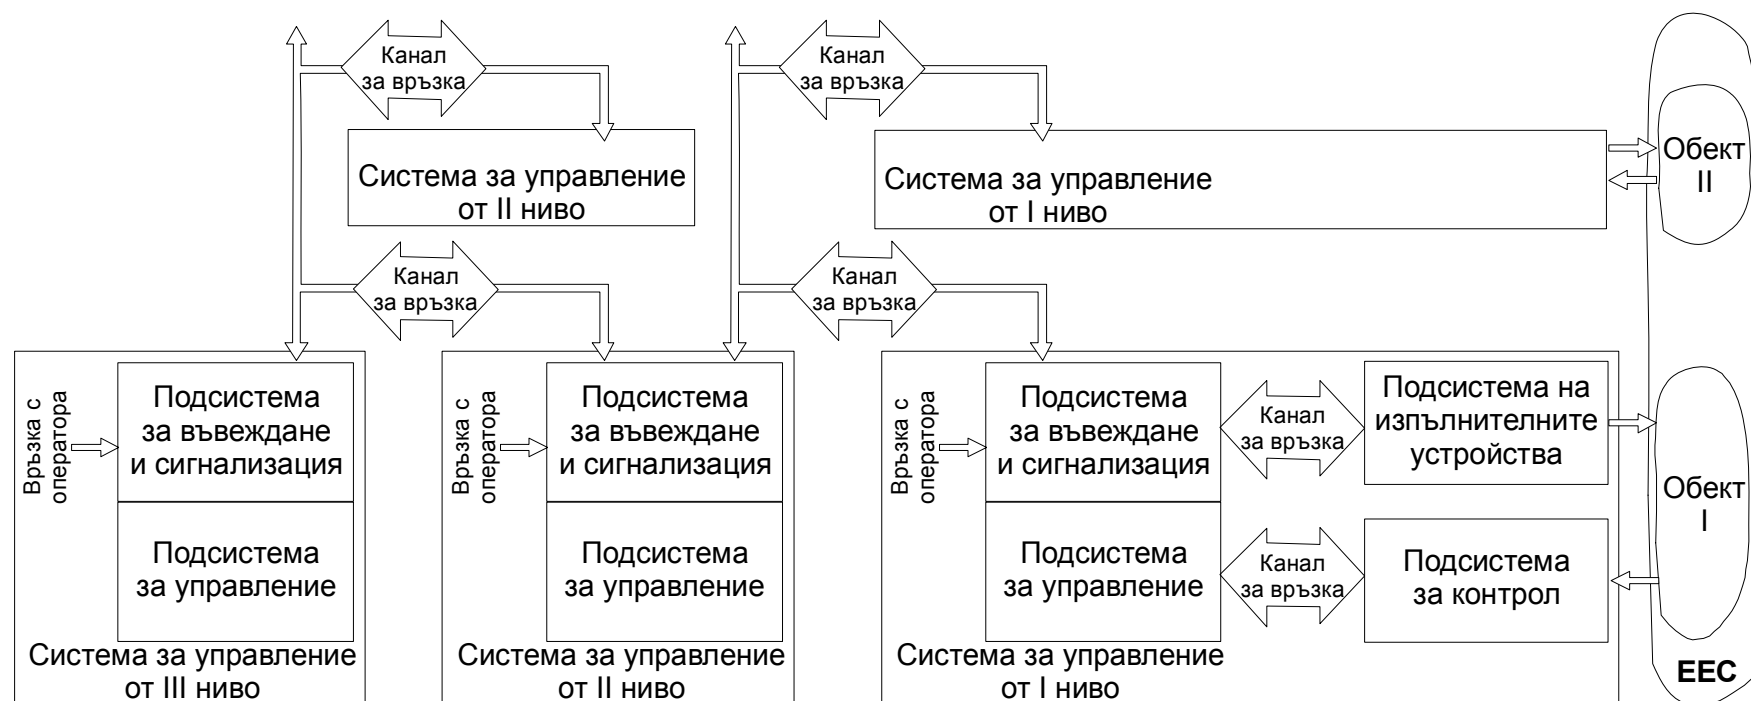 Канал
за връзка
Канал
за връзка
Система за управление
от II ниво
Система за управление
от I ниво
Обект
II
Канал
за връзка
Канал
за връзка
Връзка с
оператора
Подсистема
за въвеждане
и сигнализация
Подсистема
за управление
Система за управление
от III ниво
Връзка с
оператора
Подсистема
за въвеждане
и сигнализация
Подсистема
за управление
Система за управление
от II ниво
Връзка с
оператора
Подсистема
за въвеждане
и сигнализация
Подсистема
за управление
Система за управление
от I ниво
Канал
за връзка
Подсистема на
изпълнителните
устройства
Канал
за връзка
Подсистема
за контрол
Обект
I
ЕЕС